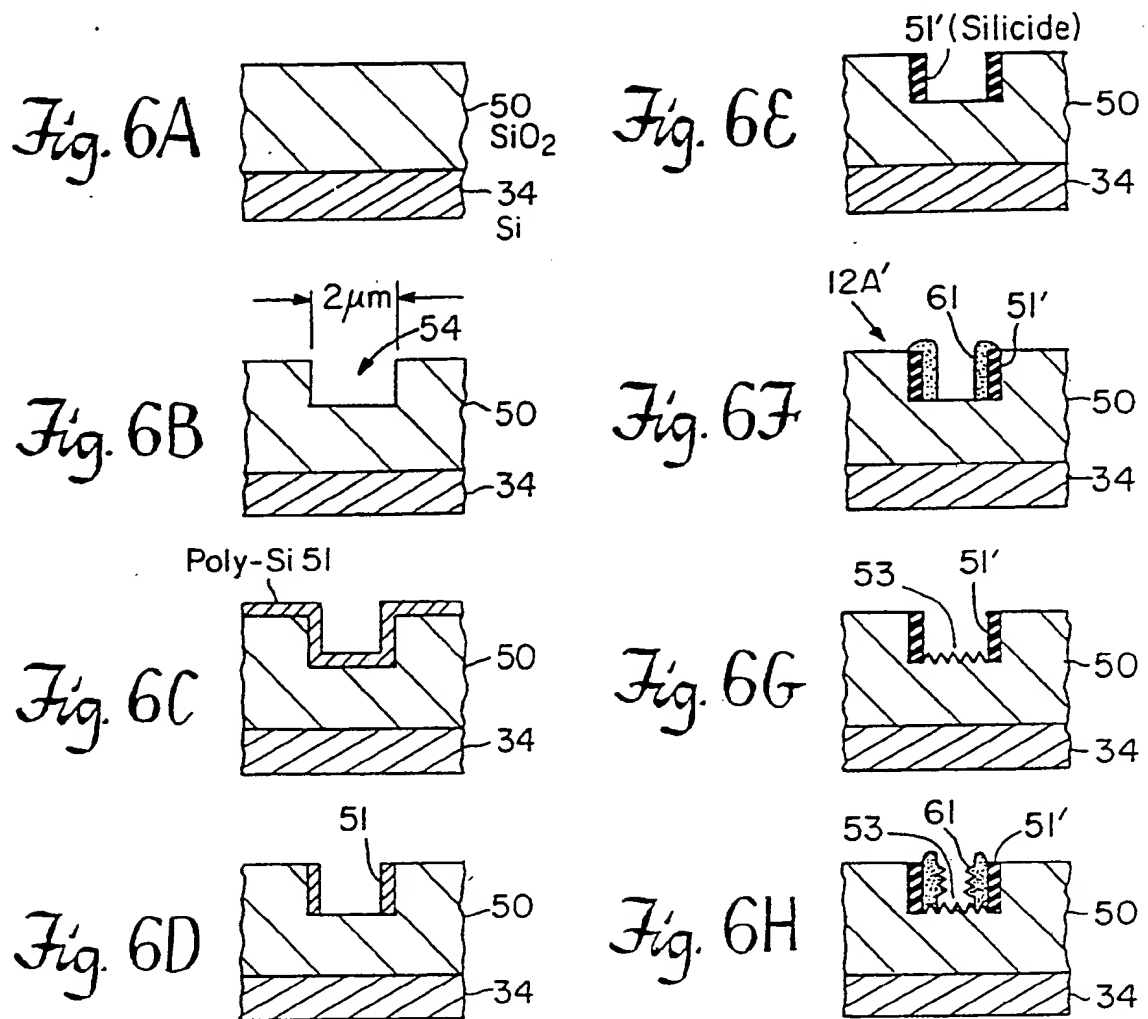 Fig. 6A
50
SiO2
34
Si
Fig. 6B
2μm
54
50
34
Fig. 6C
Poly-Si 51
50
34
Fig. 6D
51
50
34
Fig. 6E
51' (Silicide)
50
34
Fig. 6F
12A'
61
51'
50
34
Fig. 6G
53
51'
50
34
Fig. 6H
53
61
51'
50
34